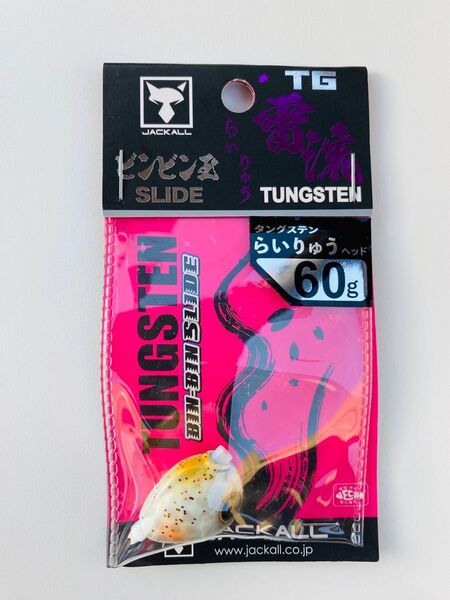 TG
雷流
らいりゅう
JACKALL
ビンビン玉
SLIDE
TUNGSTEN
タングステン
らいりゅうヘッド
60g
TUNGSTEN
BIN-BIN SLIDE
JACKALL
www.jackall.co.jp